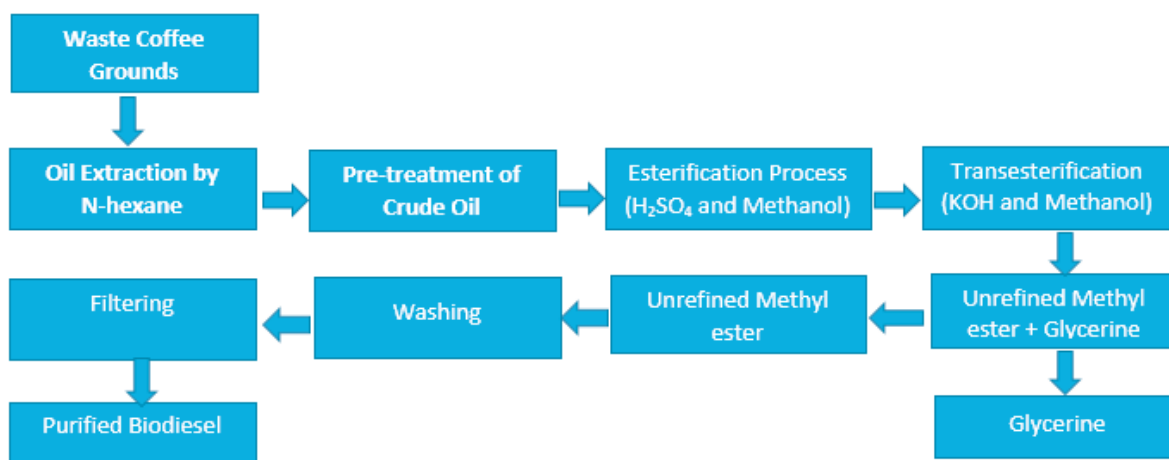 Waste Coffee
Grounds
Oil Extraction by
N-hexane
Pre-treatment of
Crude Oil
Esterification Process
(H₂SO₄ and Methanol)
Transesterification
(KOH and Methanol)
Filtering
Washing
Unrefined Methyl
ester
Unrefined Methyl
ester + Glycerine
Purified Biodiesel
Glycerine